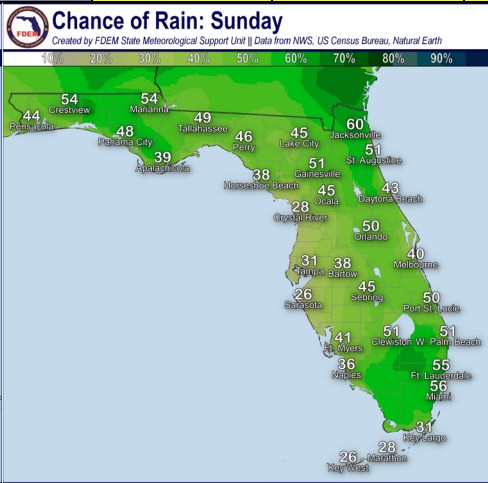 Chance of Rain: Sunday
FDEM
Created by FDEM State Meteorological Support Unit || Data from NWS, US Census Bureau, Natural Earth
10% 20% 30% 40% 50% 60% 70% 80% 90%
54
Crestview
54
Marianna
44
Pensacola
49
Tallahassee
60
Jacksonville
48
Panama City
46
Perry
45
Lake City
51
St. Augustine
39
Apalachicola
51
Gainesville
38
Horseshoe Beach
45
Ocala
43
Daytona Beach
28
Crystal River
50
Orlando
40
Melbourne
31
Tampa
38
Bartow
26
Sarasota
45
Sebring
50
Port St. Lucie
41
Ft. Myers
51
Clewiston
51
W. Palm Beach
36
Naples
55
Ft. Lauderdale
56
Miami
31
Key Largo
28
Marathon
26
Key West